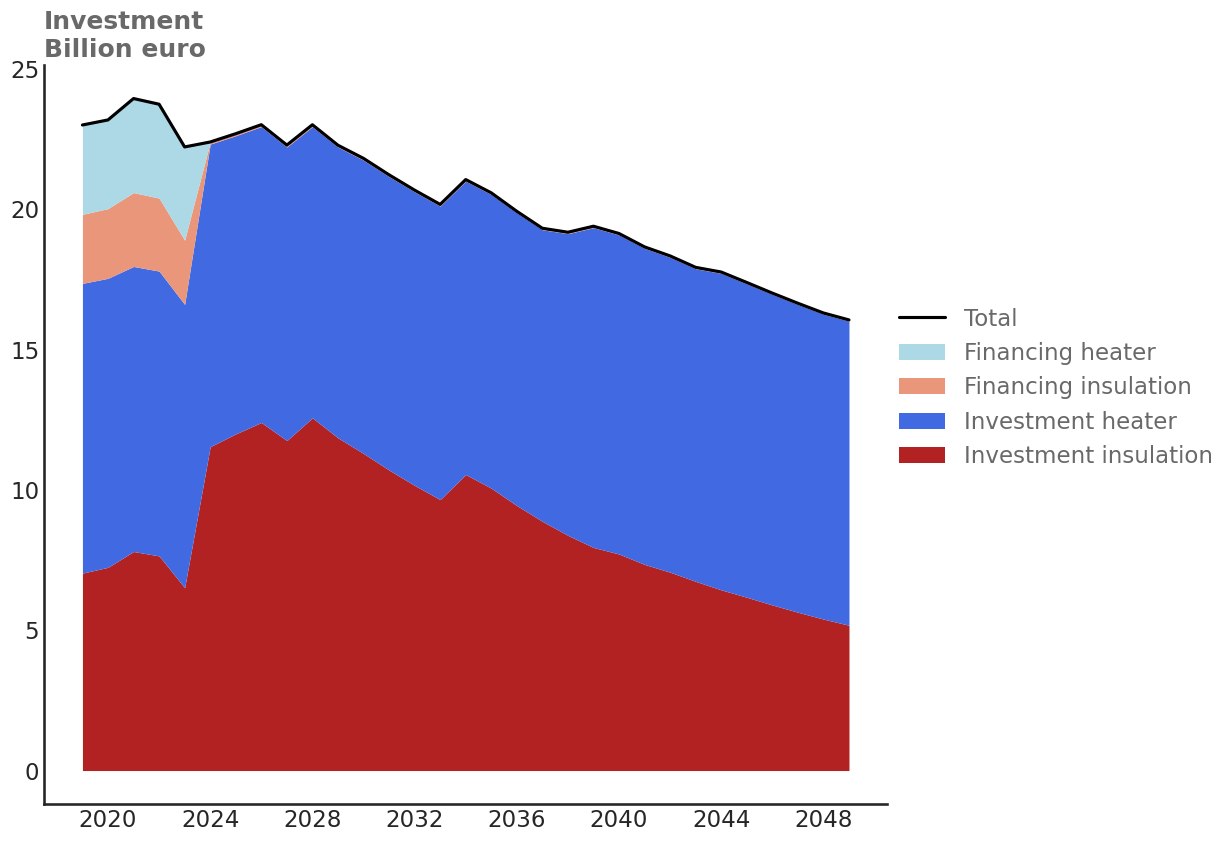 Investment
Billion euro
25
20
15
10
5
0
2020 2024 2028 2032 2036 2040 2044 2048
Total
Financing heater
Financing insulation
Investment heater
Investment insulation